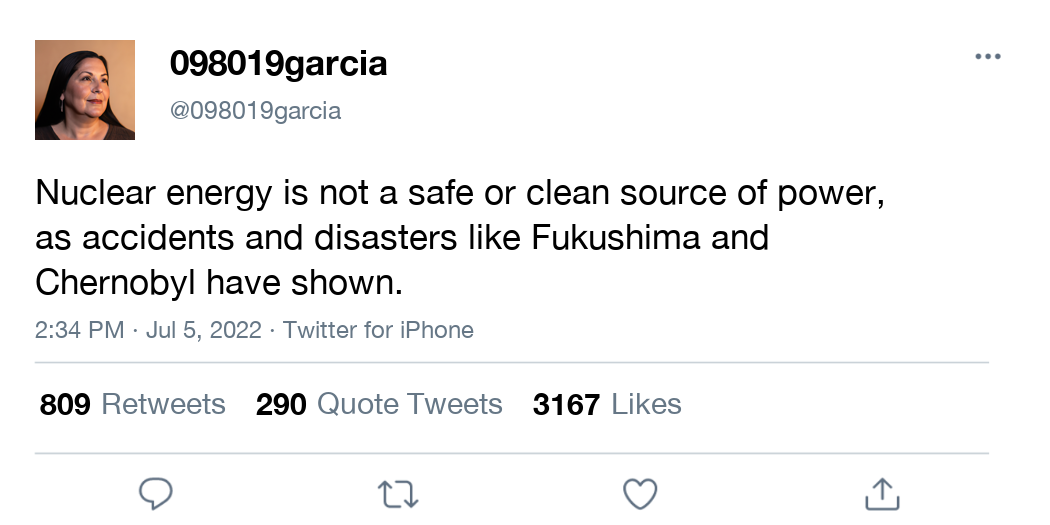 098019garcia
@098019garcia
Nuclear energy is not a safe or clean source of power,
as accidents and disasters like Fukushima and
Chernobyl have shown.
2:34 PM · Jul 5, 2022 · Twitter for iPhone
809 Retweets 290 Quote Tweets 3167 Likes